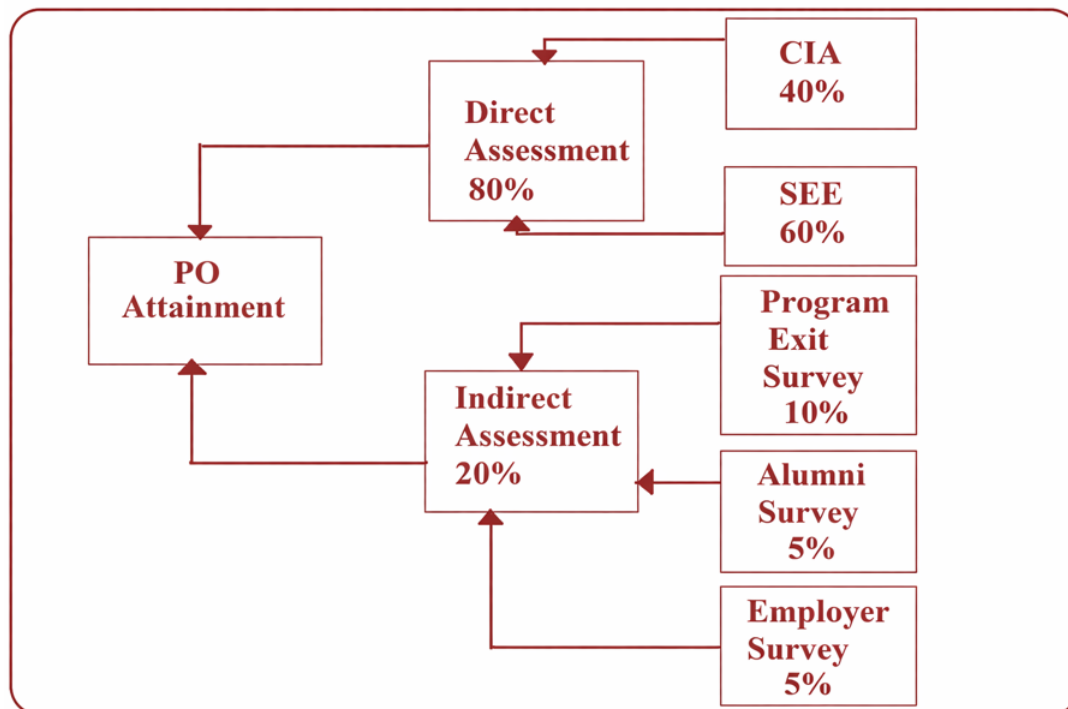 CIA
40%
Direct
Assessment
80%
SEE
60%
PO
Attainment
Program
Exit
Survey
10%
Indirect
Assessment
20%
Alumni
Survey
5%
Employer
Survey
5%